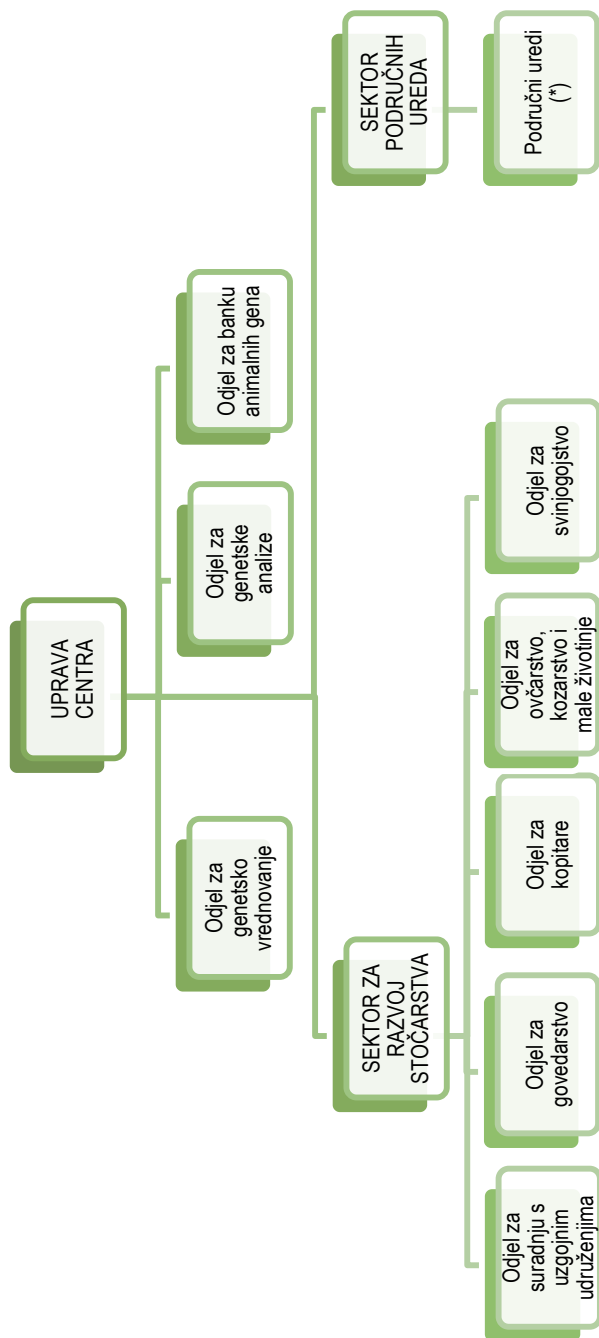 UPRAVA
CENTRA
Odjel za
genetsko
vrednovanje
Odjel za
genetske
analize
Odjel za banku
animalnih gena
SEKTOR ZA
RAZVOJ
STOČARSTVA
SEKTOR
PODRUČNIH
UREDA
Odjel za
suradnju s
uzgojnim
udruženjima
Odjel za
govedarstvo
Odjel za
kopitare
Odjel za
ovčarstvo,
kozarstvo i
male životinje
Odjel za
svinjogojstvo
Područni uredi
(*)